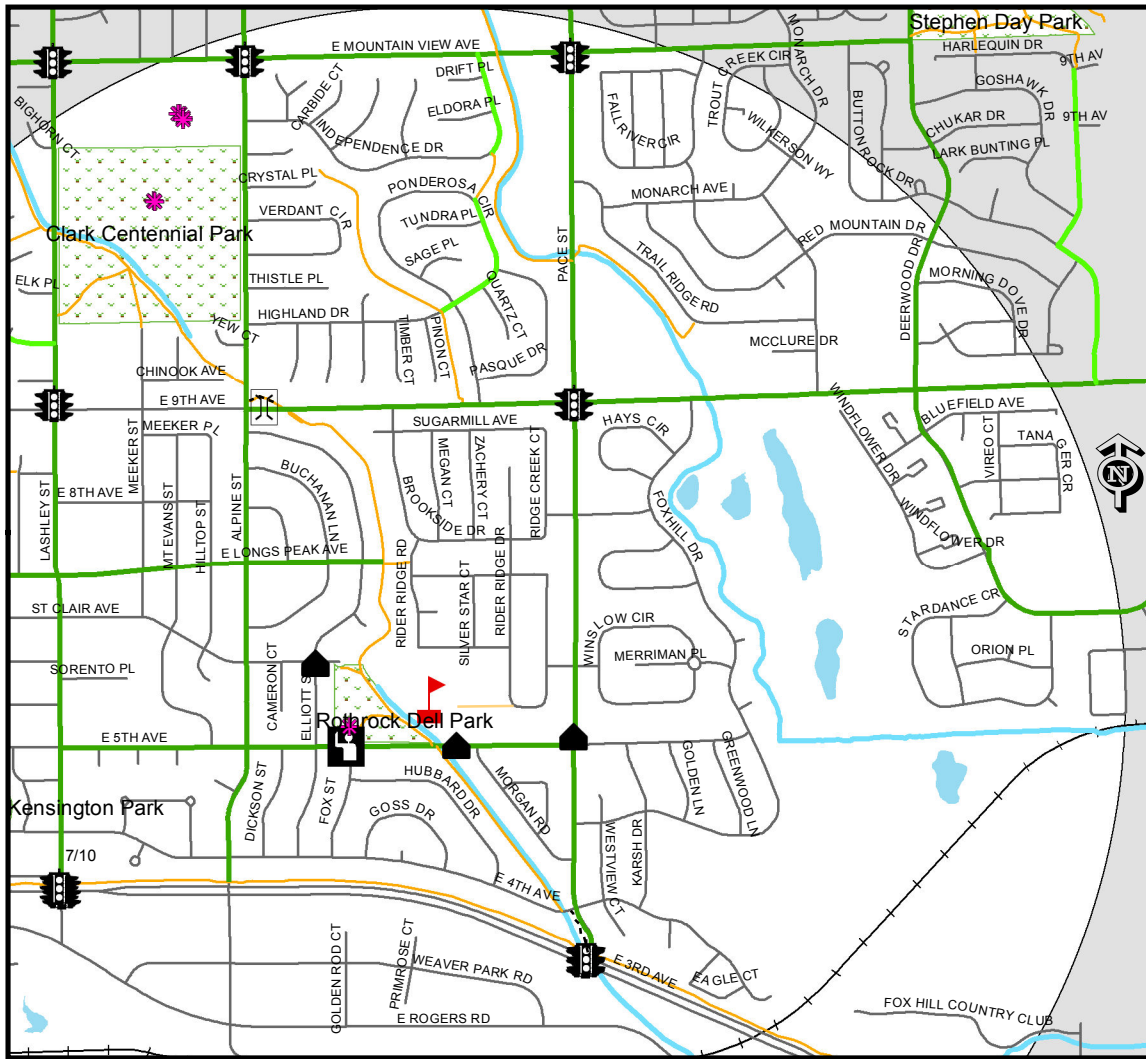 Stephen Day Park
E MOUNTAIN VIEW AVE
HARLEQUIN DR
9TH AV
DRIFT PL
MONARCH DR
TROUT CREEK CIR
GOSHAWK DR
CARBIDE CT
ELDORA PL
FALL RIVER CIR
BUTTON ROCK DR
9TH AV
BIGHORN CT
INDEPENDENCE DR
WILKERSON WY
CHUKAR DR
LARK BUNTING PL
CRYSTAL PL
PONDEROSA CIR
MONARCH AVE
VERDANT CIR
TUNDRA PL
RED MOUNTAIN DR
Clark Centennial Park
SAGE PL
PACE ST
TRAIL RIDGE RD
DEERWOOD DR
MORNING DOVE DR
ELK PL
THISTLE PL
QUARTZ CT
HIGHLAND DR
YEW CT
TIMBER CT
PINON CT
MCCLURE DR
PASQUE DR
CHINOOK AVE
E 9TH AVE
SUGARMILL AVE
HAYS CIR
WINDFLOWER DR
BLUEFIELD AVE
MEEKER ST
MEEKER PL
MEGAN CT
ZACHERY CT
RIDGE CREEK CT
VIREO CT
TANAGER CR
N
BUCHANAN LN
BROOKSIDE DR
E 8TH AVE
LASHLEY ST
MT EVANS ST
HILLTOP ST
ALPINE ST
FOX HILL DR
WINDFLOWER DR
E LONGS PEAK AVE
RIDER RIDGE RD
RIDER RIDGE DR
SILVER STAR CT
ST CLAIR AVE
STARDANCE CR
WINSLOW CIR
MERRIMAN PL
ORION PL
SORENTO PL
CAMERON CT
ELLIOTT S
Rothrock Dell Park
E 5TH AVE
DICKSON ST
FOX ST
HUBBARD DR
MORGAN RD
GOLDEN LN
GREENWOOD LN
Kensington Park
GOSS DR
WESTVIEW CT
KARSH DR
7/10
E 4TH AVE
GOLDEN ROD CT
PRIMROSE CT
WEAVER PARK RD
E 3RD AVE
EAGLE CT
E ROGERS RD
FOX HILL COUNTRY CLUB